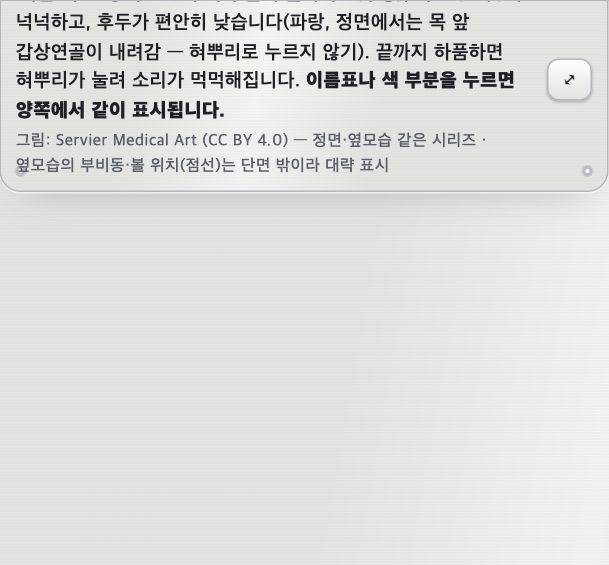 넉넉하고, 후두가 편안히 낮습니다(파랑, 정면에서는 목 앞
갑상연골이 내려감 — 혀뿌리로 누르지 않기). 끝까지 하품하면
혀뿌리가 눌려 소리가 먹먹해집니다. 이름표나 색 부분을 누르면
양쪽에서 같이 표시됩니다.
그림: Servier Medical Art (CC BY 4.0) — 정면·옆모습 같은 시리즈 ·
옆모습의 부비동·볼 위치(점선)는 단면 밖이라 대략 표시